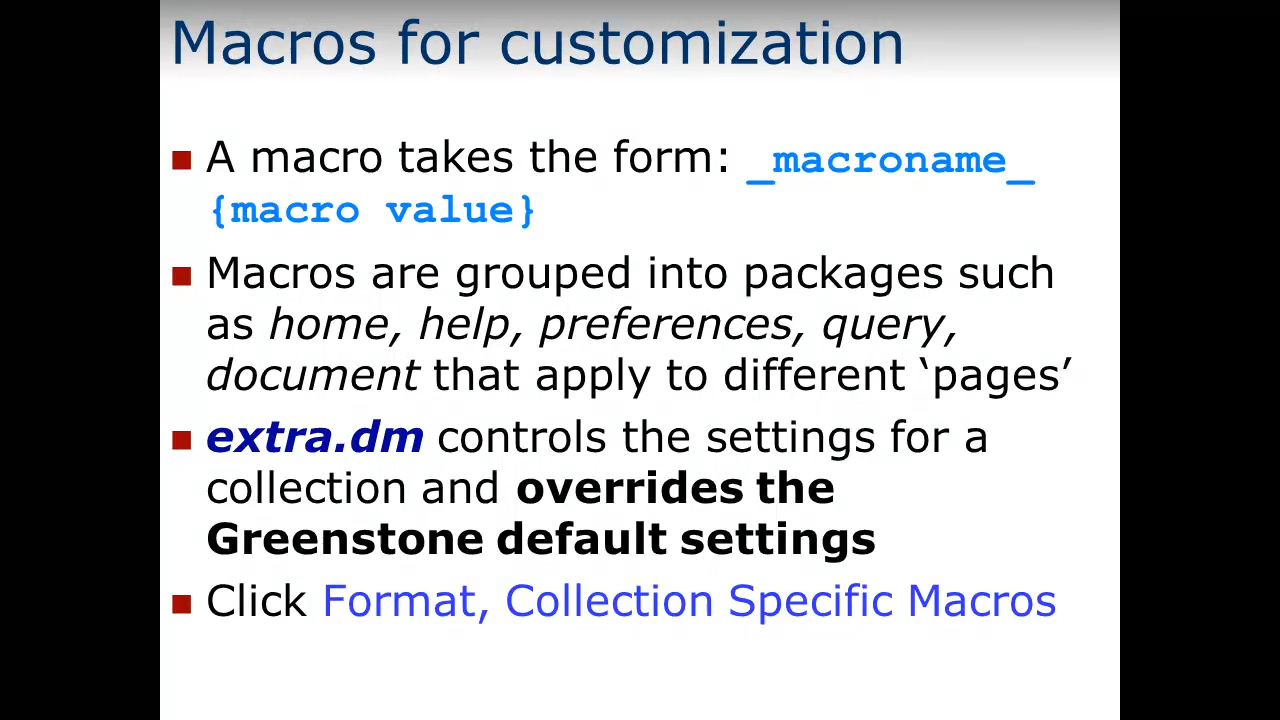 Macros for customization
A macro takes the form: _macroname_
{macro value}
Macros are grouped into packages such
as home, help, preferences, query,
document that apply to different ‘pages’
extra.dm controls the settings for a
collection and overrides the
Greenstone default settings
Click Format, Collection Specific Macros